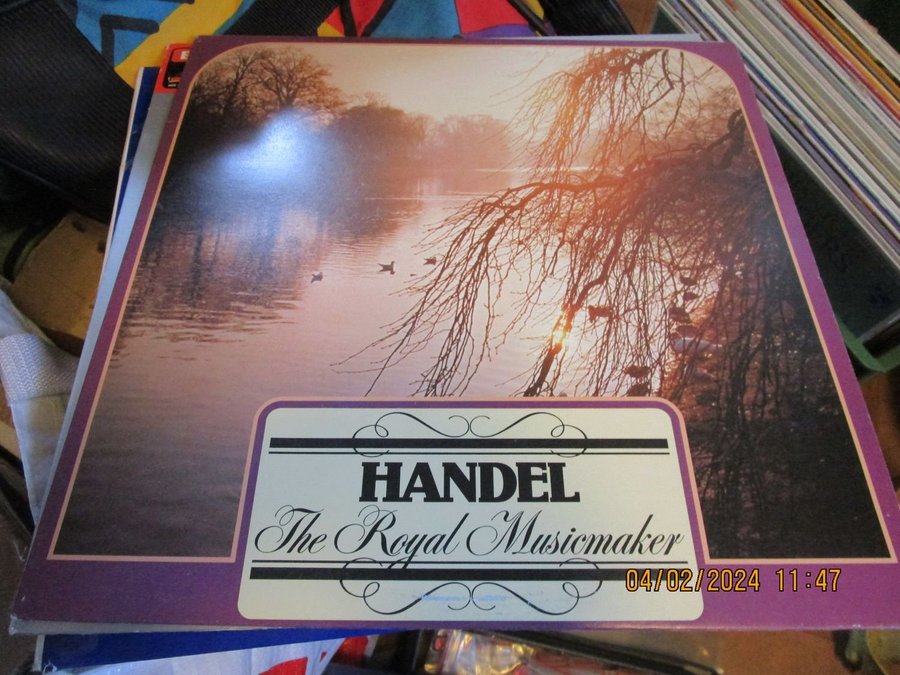 HANDEL
The Royal Musicmaker
04/02/2024 11:47